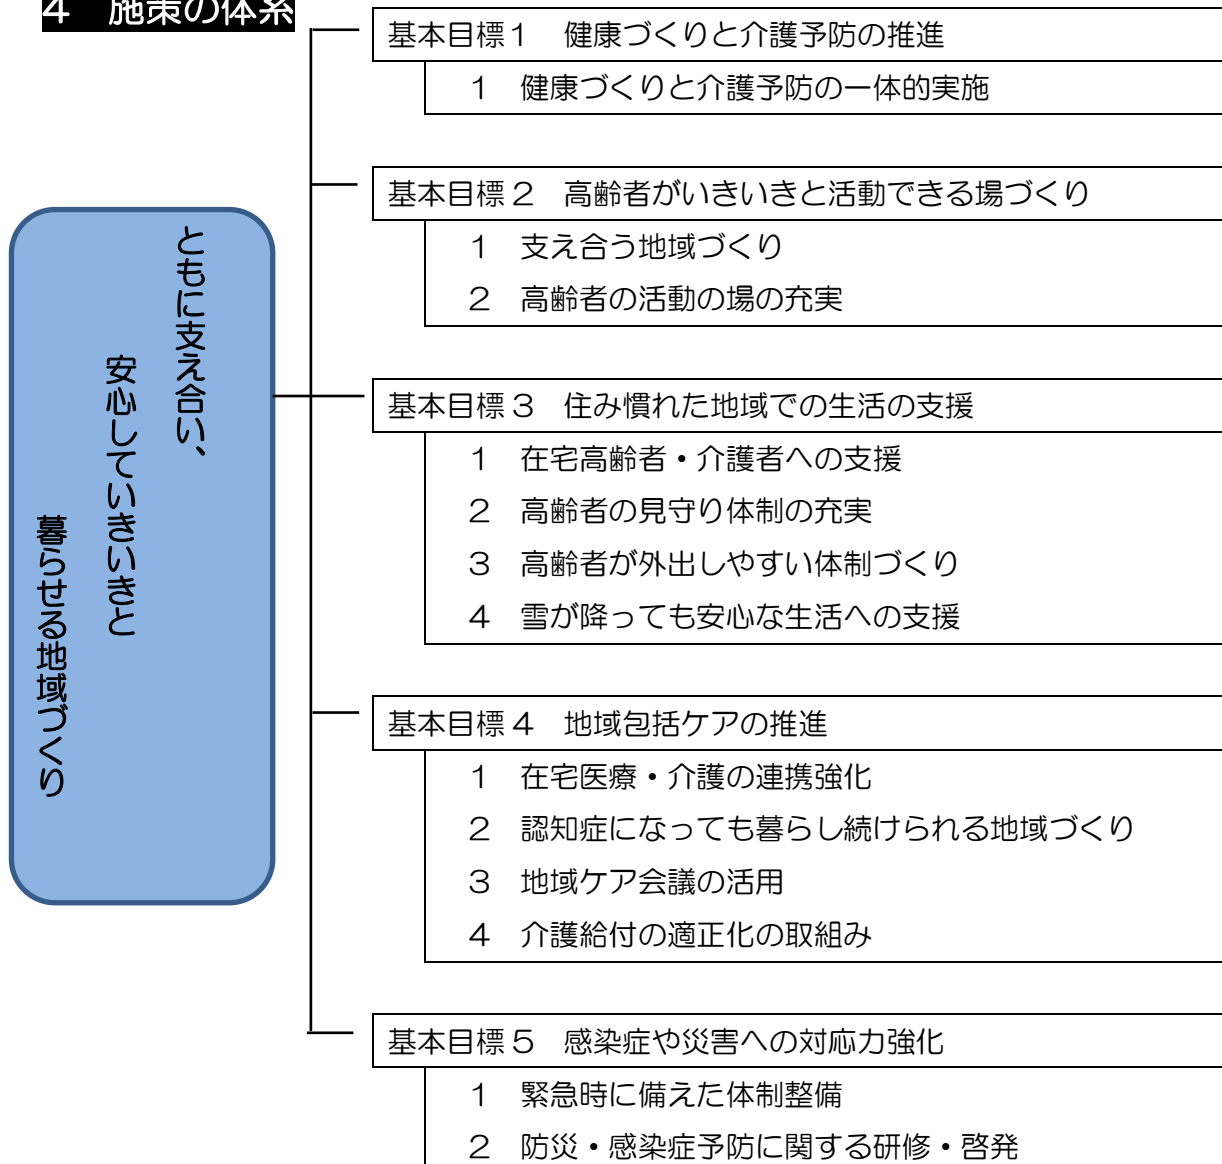 4 施策の体系
ともに支え合い、
安心していきいきと
暮らせる地域づくり
基本目標1 健康づくりと介護予防の推進
1 健康づくりと介護予防の一体的実施
基本目標2 高齢者がいきいきと活動できる場づくり
1 支え合う地域づくり
2 高齢者の活動の場の充実
基本目標3 住み慣れた地域での生活の支援
1 在宅高齢者・介護者への支援
2 高齢者の見守り体制の充実
3 高齢者が外出しやすい体制づくり
4 雪が降っても安心な生活への支援
基本目標4 地域包括ケアの推進
1 在宅医療・介護の連携強化
2 認知症になっても暮らし続けられる地域づくり
3 地域ケア会議の活用
4 介護給付の適正化の取組み
基本目標5 感染症や災害への対応力強化
1 緊急時に備えた体制整備
2 防災・感染症予防に関する研修・啓発